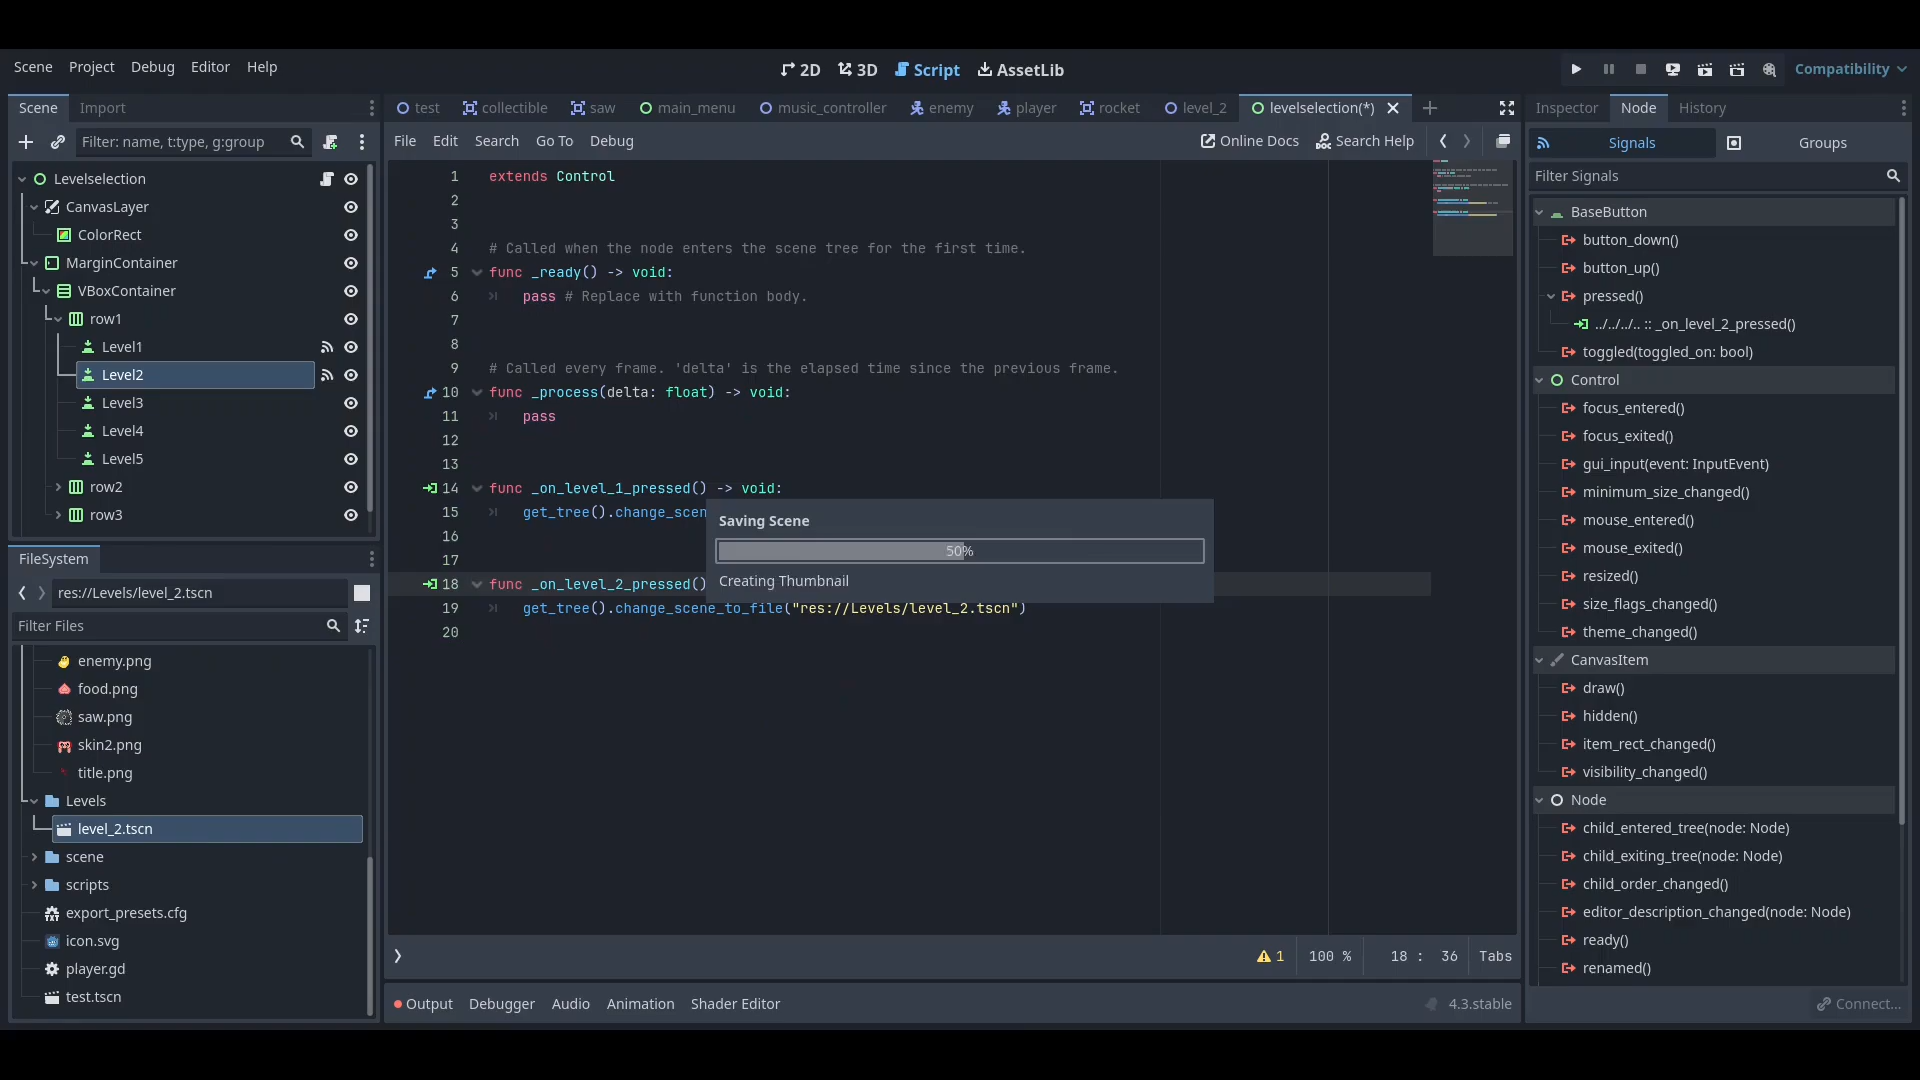 Scene Project Debug Editor Help
2D 3D Script AssetLib
Compatibility
Scene Import
Filter: name, t:type, g:group
Levelselection
CanvasLayer
ColorRect
MarginContainer
VBoxContainer
row1
Level1
Level2
Level3
Level4
Level5
row2
row3
FileSystem
res://Levels/level_2.tscn
Filter Files
enemy.png
food.png
saw.png
skin2.png
title.png
Levels
level_2.tscn
scene
scripts
export_presets.cfg
icon.svg
player.gd
test.tscn
test collectible saw main_menu music_controller enemy player rocket level_2 levelselection(*)
File Edit Search Go To Debug
Online Docs Search Help
1 extends Control
2
3
4 # Called when the node enters the scene tree for the first time.
5 func _ready() -> void:
6 pass # Replace with function body.
7
8
9 # Called every frame. 'delta' is the elapsed time since the previous frame.
10 func _process(delta: float) -> void:
11 pass
12
13
14 func _on_level_1_pressed() -> void:
15 get_tree().change_scen
16
17
18 func _on_level_2_pressed()
19 get_tree().change_scene_to_file("res://Levels/level_2.tscn")
20
Saving Scene
50%
Creating Thumbnail
1 100 % 18 : 36 Tabs
Output Debugger Audio Animation Shader Editor
4.3.stable
Inspector Node History
Signals Groups
Filter Signals
BaseButton
button_down()
button_up()
pressed()
../../../.. :: _on_level_2_pressed()
toggled(toggled_on: bool)
Control
focus_entered()
focus_exited()
gui_input(event: InputEvent)
minimum_size_changed()
mouse_entered()
mouse_exited()
resized()
size_flags_changed()
theme_changed()
CanvasItem
draw()
hidden()
item_rect_changed()
visibility_changed()
Node
child_entered_tree(node: Node)
child_exiting_tree(node: Node)
child_order_changed()
editor_description_changed(node: Node)
ready()
renamed()
Connect...